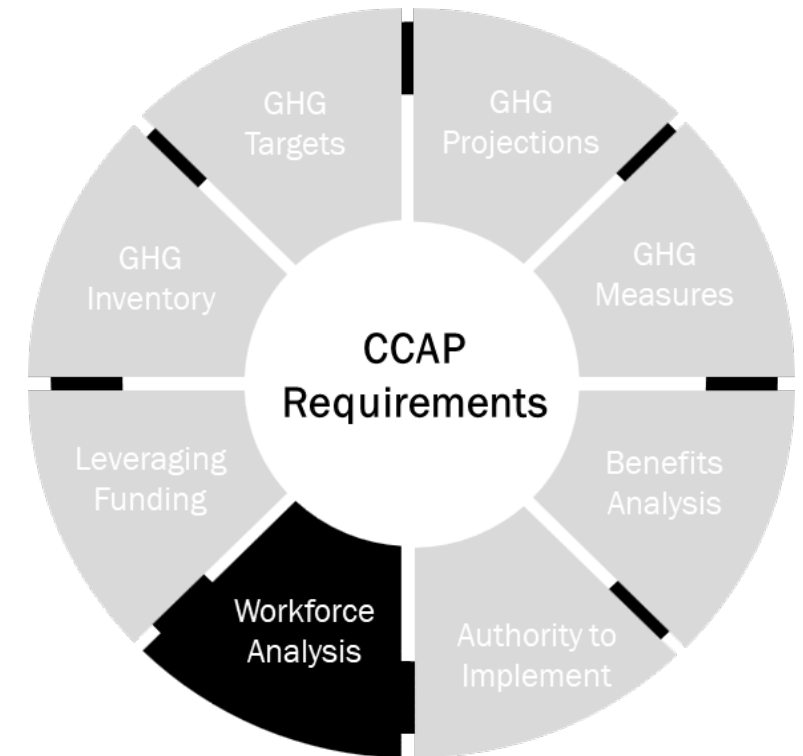 GHG
Targets
GHG
Projections
GHG
Measures
Benefits
Analysis
Authority to
Implement
Workforce
Analysis
Leveraging
Funding
GHG
Inventory
CCAP
Requirements